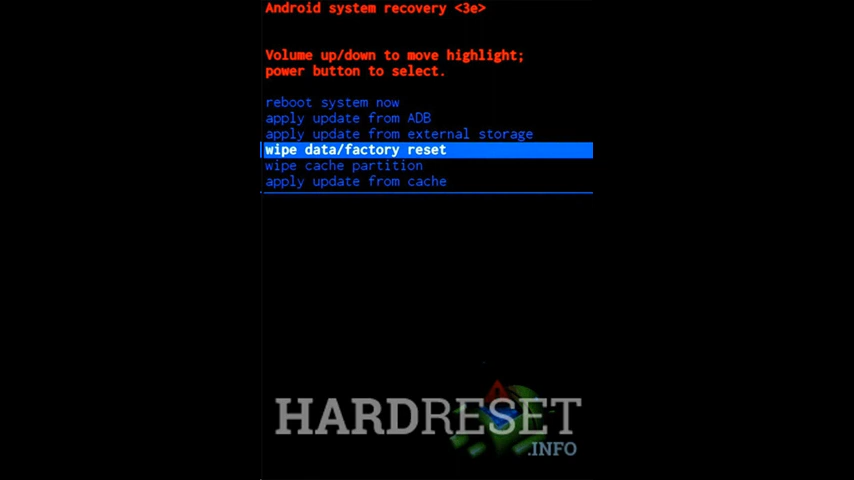 Android system recovery <3e>
Volume up/down to move highlight;
power button to select.
reboot system now
apply update from ADB
apply update from external storage
wipe data/factory reset
wipe cache partition
apply update from cache
HARDRESET
.INFO